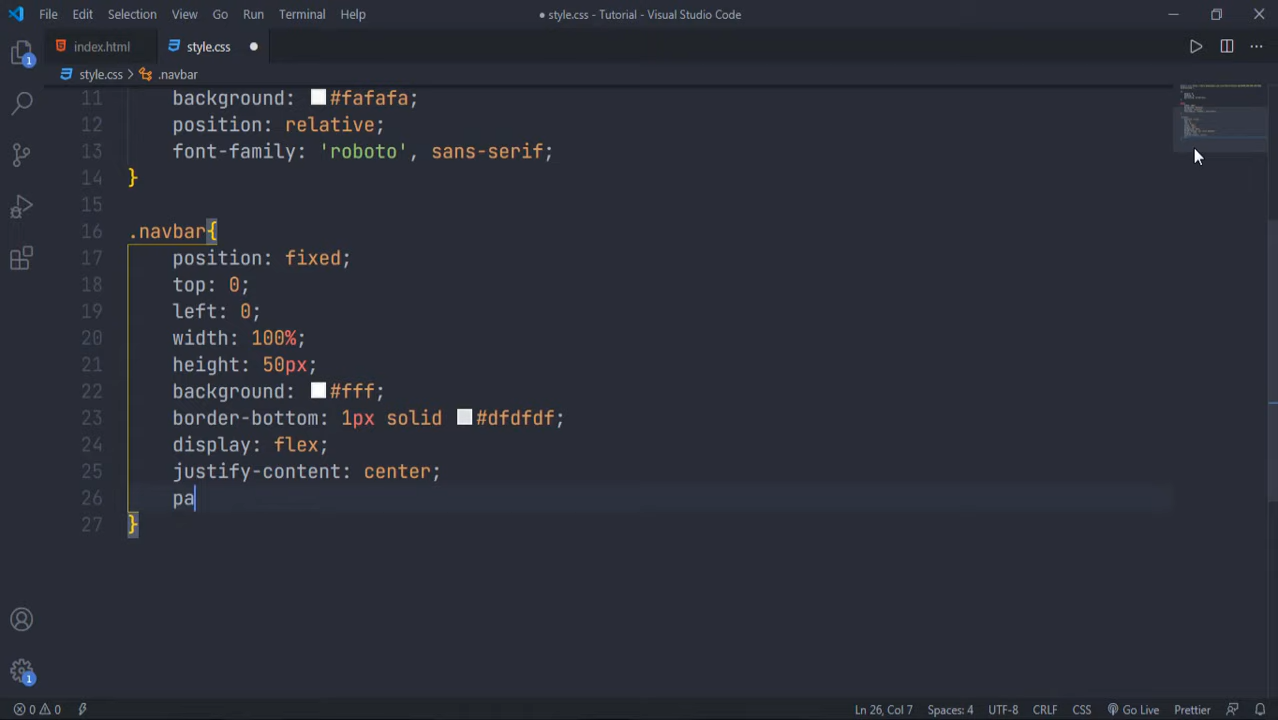 File Edit Selection View Go Run Terminal Help ● style.css - Tutorial - Visual Studio Code
index.html style.css
style.css > .navbar
11 background: #fafafa;
12 position: relative;
13 font-family: 'roboto', sans-serif;
14 }
15
16 .navbar{
17 position: fixed;
18 top: 0;
19 left: 0;
20 width: 100%;
21 height: 50px;
22 background: #fff;
23 border-bottom: 1px solid #dfdfdf;
24 display: flex;
25 justify-content: center;
26 pa
27 }
1
1
0 0 Ln 26, Col 7 Spaces: 4 UTF-8 CRLF CSS Go Live Prettier